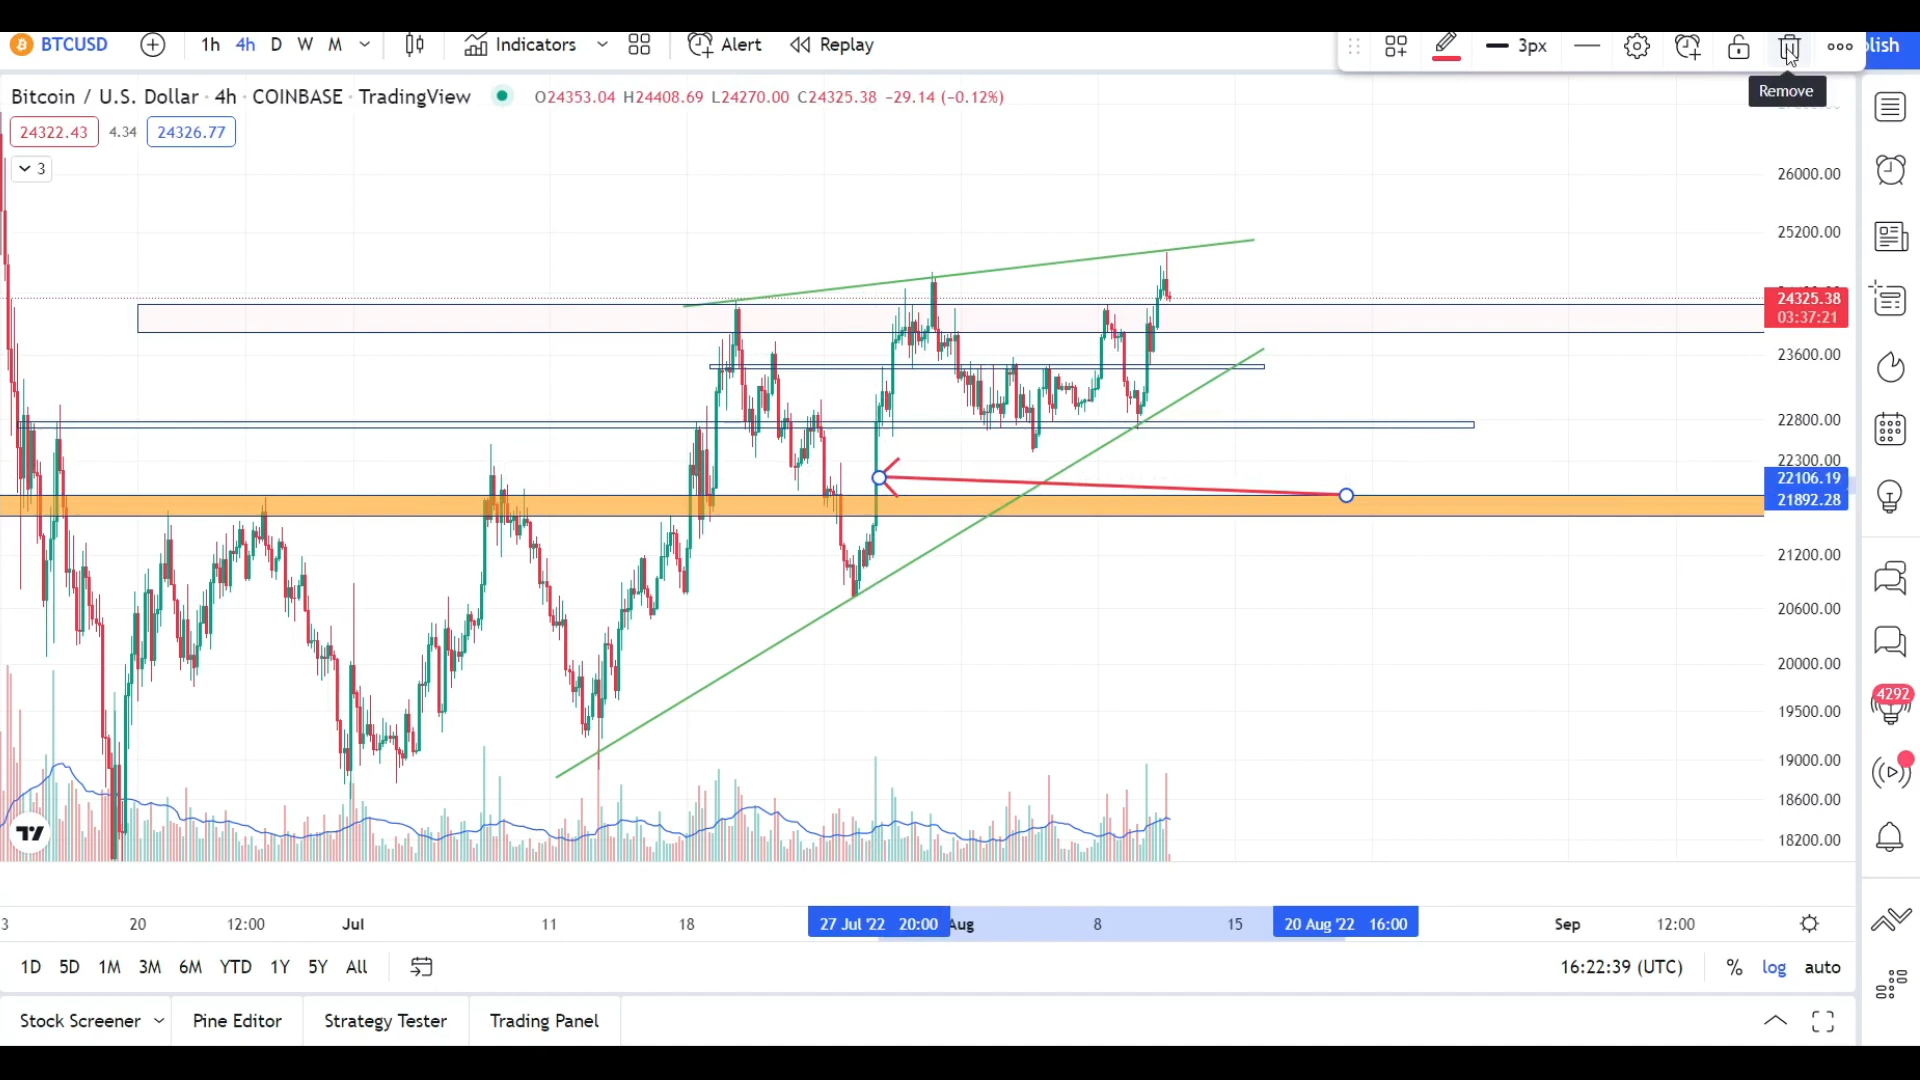 BTCUSD 1h 4h D W M Indicators Alert Replay 3px lish
Remove
Bitcoin / U.S. Dollar · 4h · COINBASE · TradingView O24353.04 H24408.69 L24270.00 C24325.38 −29.14 (−0.12%)
24322.43 4.34 24326.77
3
26000.00
25200.00
24325.38
03:37:21
23600.00
22800.00
22300.00
22106.19
21892.28
21200.00
20600.00
20000.00
19500.00
19000.00
18600.00
18200.00
4292
3 20 12:00 Jul 11 18 27 Jul '22 20:00 Aug 8 15 20 Aug '22 16:00 Sep 12:00
1D 5D 1M 3M 6M YTD 1Y 5Y All 16:22:39 (UTC) % log auto
Stock Screener Pine Editor Strategy Tester Trading Panel